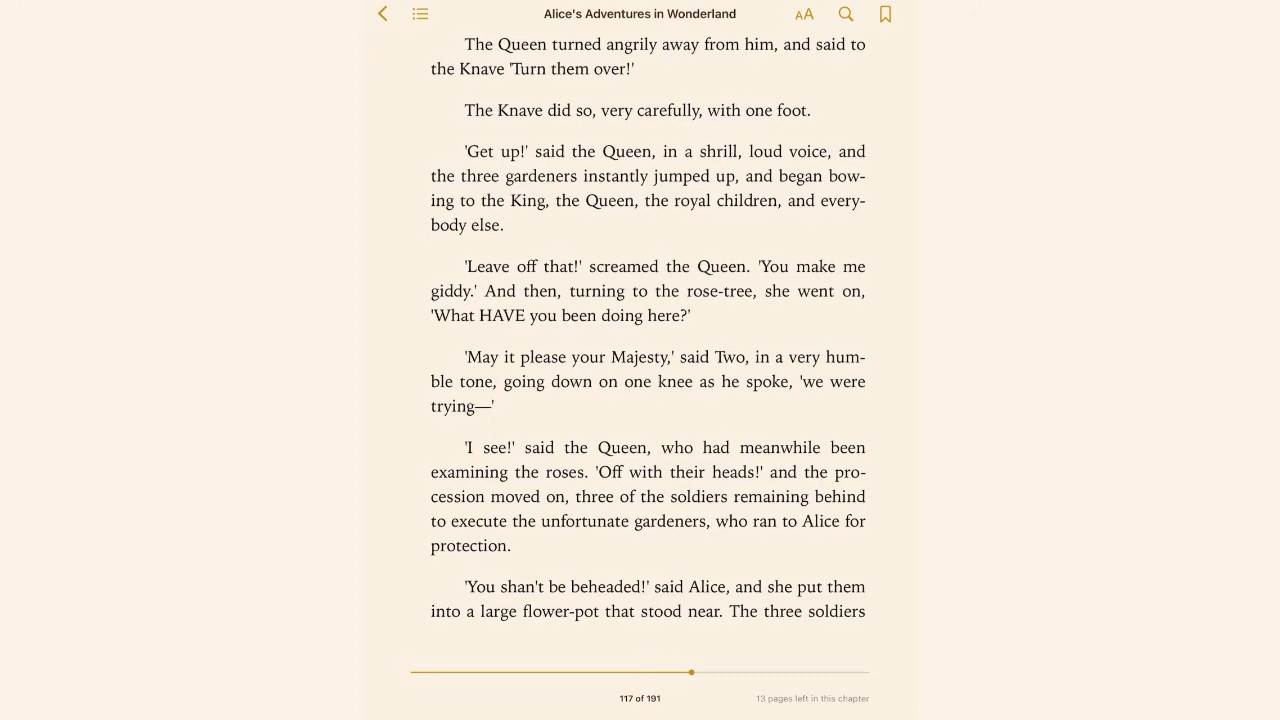 Alice's Adventures in Wonderland
AA
The Queen turned angrily away from him, and said to
the Knave 'Turn them over!'
The Knave did so, very carefully, with one foot.
'Get up!' said the Queen, in a shrill, loud voice, and
the three gardeners instantly jumped up, and began bow-
ing to the King, the Queen, the royal children, and every-
body else.
'Leave off that!' screamed the Queen. 'You make me
giddy.' And then, turning to the rose-tree, she went on,
'What HAVE you been doing here?'
'May it please your Majesty,' said Two, in a very hum-
ble tone, going down on one knee as he spoke, 'we were
trying—'
'I see!' said the Queen, who had meanwhile been
examining the roses. 'Off with their heads!' and the pro-
cession moved on, three of the soldiers remaining behind
to execute the unfortunate gardeners, who ran to Alice for
protection.
'You shan't be beheaded!' said Alice, and she put them
into a large flower-pot that stood near. The three soldiers
117 of 191
13 pages left in this chapter